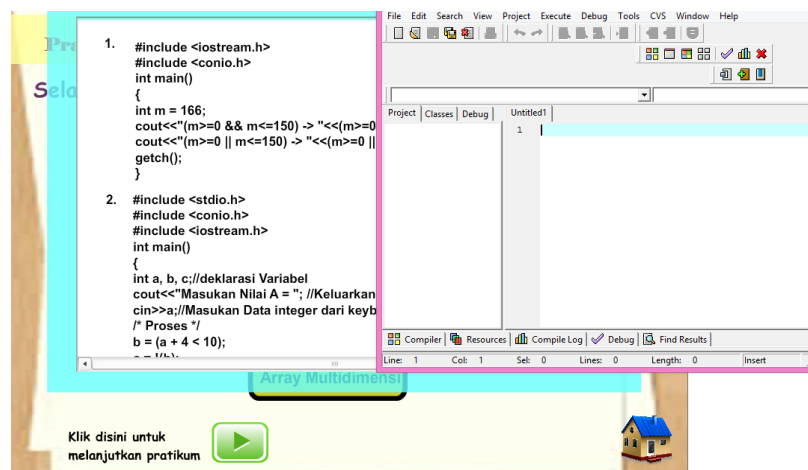 Pra
Sela
1. #include <iostream.h>
#include <conio.h>
int main()
{
int m = 166;
cout<<"(m>=0 && m<=150) -> "<<(m>=0
cout<<"(m>=0 || m<=150) -> "<<(m>=0 ||
getch();
}
2. #include <stdio.h>
#include <conio.h>
#include <iostream.h>
int main()
{
int a, b, c;//deklarasi Variabel
cout<<"Masukan Nilai A = "; //Keluarkan
cin>>a;//Masukan Data integer dari keyb
/* Proses */
b = (a + 4 < 10);
File Edit Search View Project Execute Debug Tools CVS Window Help
Project Classes Debug Untitled1
1
Compiler Resources Compile Log Debug Find Results
Line: 1 Col: 1 Sel: 0 Lines: 0 Length: 0 Insert
Array Multidimensi
Klik disini untuk
melanjutkan pratikum